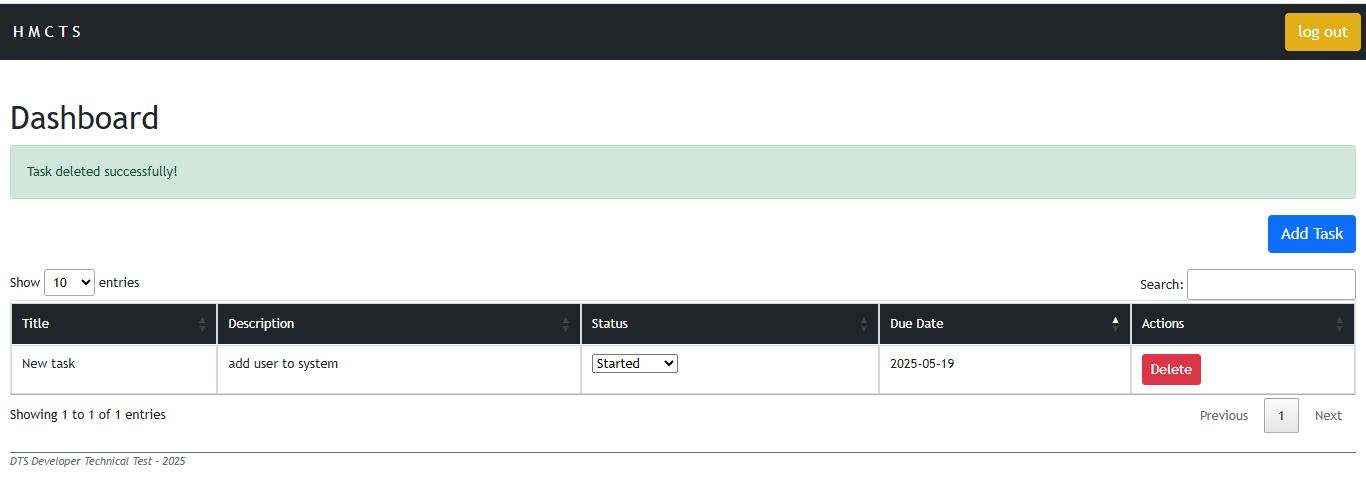 H M C T S log out
Dashboard
Task deleted successfully!
Add Task
Show 10 entries Search:
Title Description Status Due Date Actions
New task add user to system Started 2025-05-19 Delete
Showing 1 to 1 of 1 entries Previous 1 Next
DTS Developer Technical Test - 2025